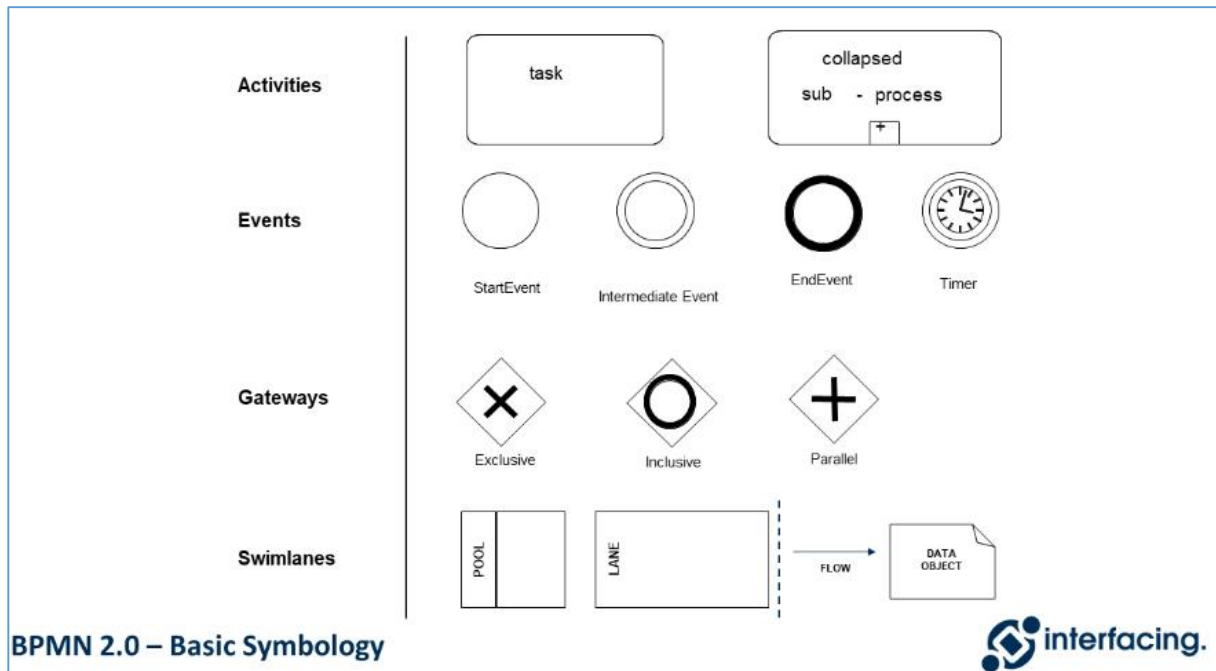 Activities
task
collapsed
sub - process
+
Events
StartEvent
Intermediate Event
EndEvent
Timer
Gateways
Exclusive
Inclusive
Parallel
Swimlanes
POOL
LANE
FLOW
DATA
OBJECT
BPMN 2.0 – Basic Symbology
interfacing.